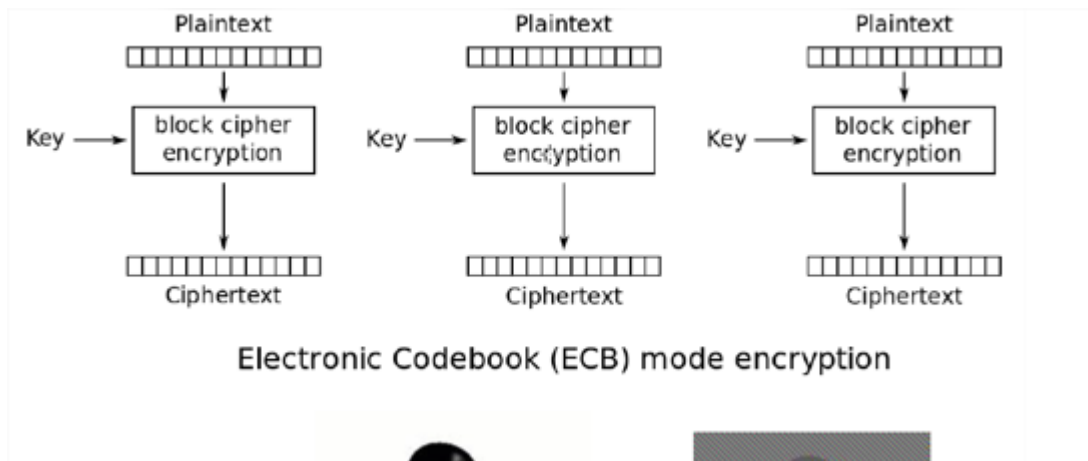 Plaintext Plaintext Plaintext
Key block cipher encryption Key block cipher encryption Key block cipher encryption
Ciphertext Ciphertext Ciphertext
Electronic Codebook (ECB) mode encryption